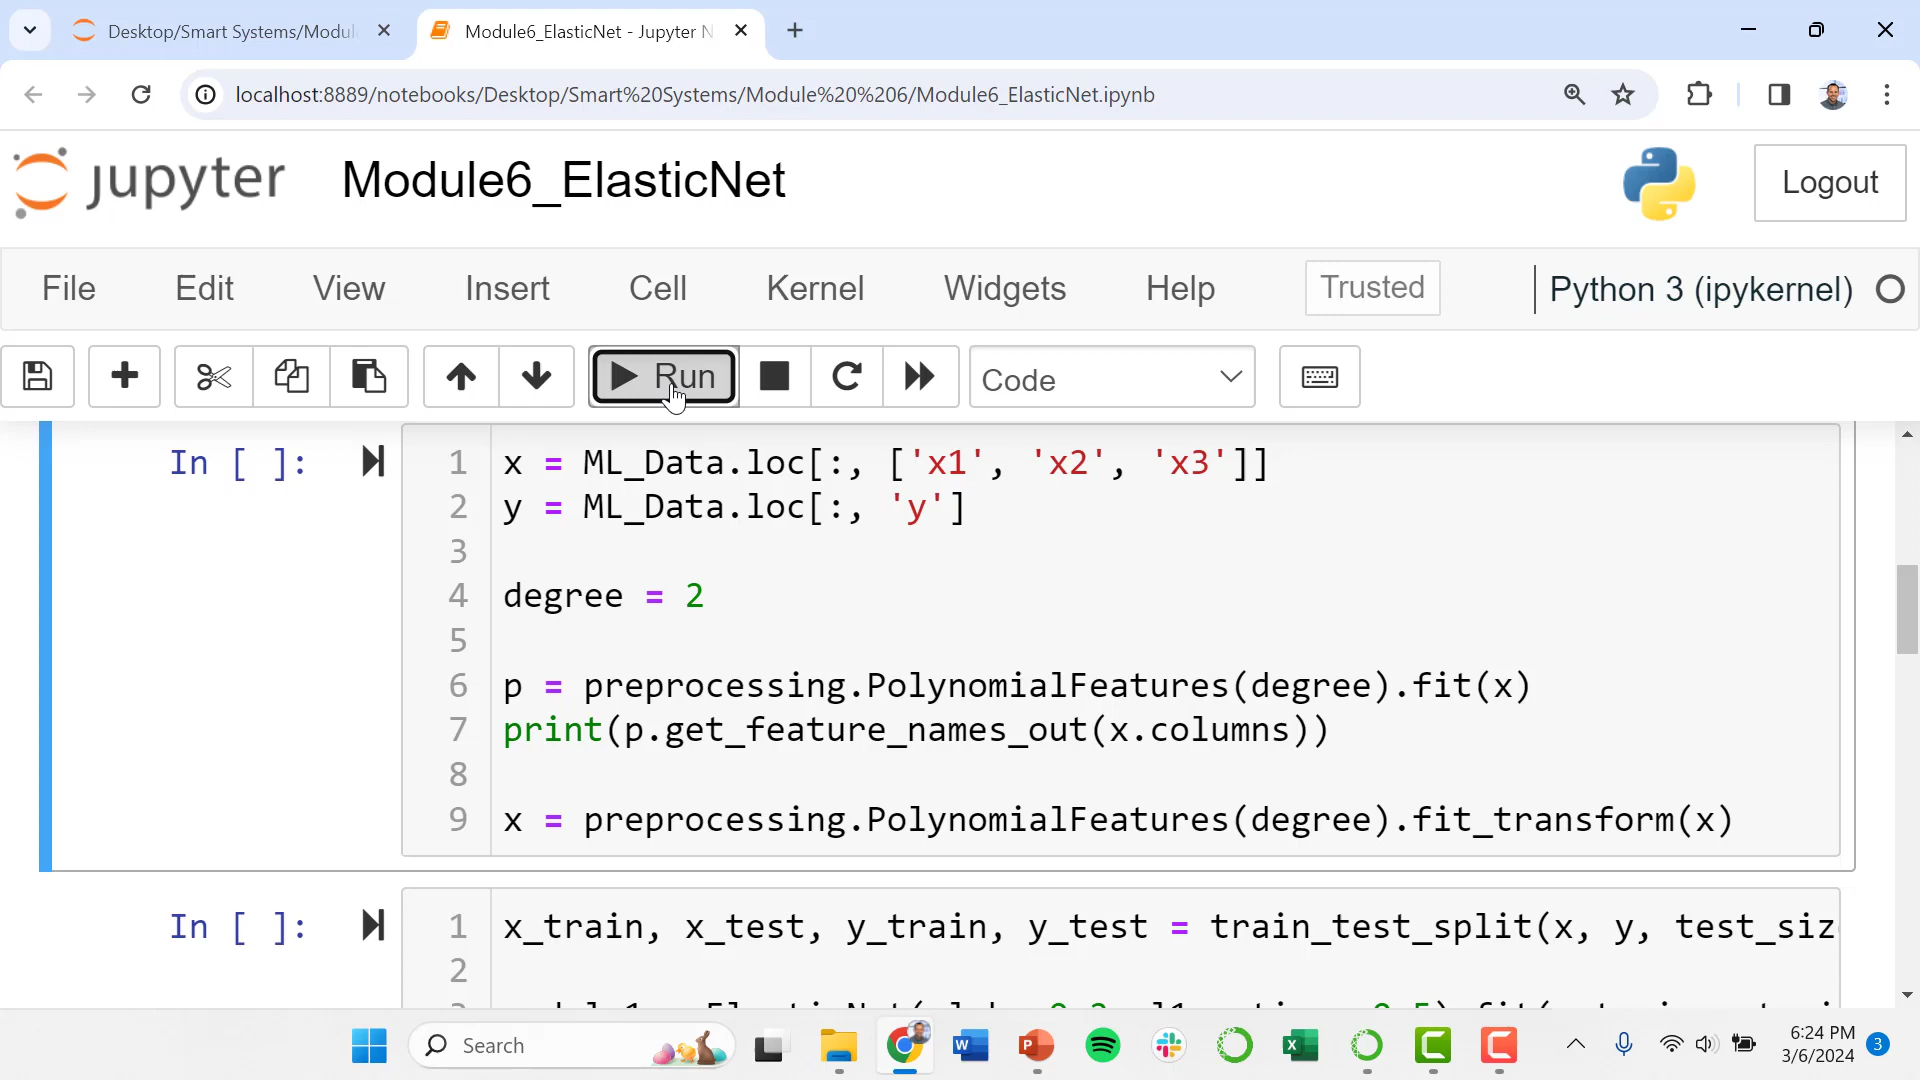 Desktop/Smart Systems/Modul
Module6_ElasticNet - Jupyter N
localhost:8889/notebooks/Desktop/Smart%20Systems/Module%20%206/Module6_ElasticNet.ipynb
jupyter Module6_ElasticNet
Logout
File Edit View Insert Cell Kernel Widgets Help Trusted Python 3 (ipykernel)
Run Code
In [ ]:
1 x = ML_Data.loc[:, ['x1', 'x2', 'x3']]
2 y = ML_Data.loc[:, 'y']
3
4 degree = 2
5
6 p = preprocessing.PolynomialFeatures(degree).fit(x)
7 print(p.get_feature_names_out(x.columns))
8
9 x = preprocessing.PolynomialFeatures(degree).fit_transform(x)
In [ ]:
1 x_train, x_test, y_train, y_test = train_test_split(x, y, test_siz
2
Search
6:24 PM
3/6/2024
3